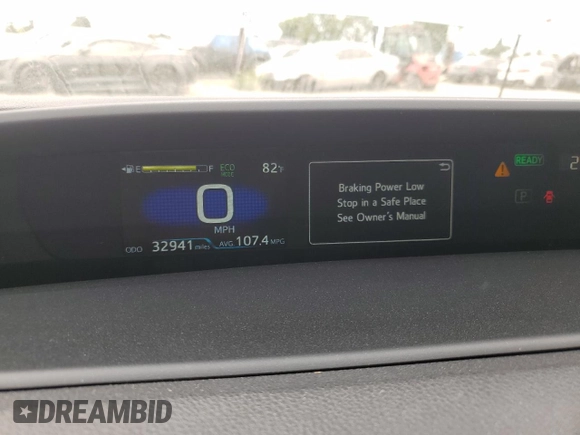 E F
ECO MODE
82°F
0
MPH
ODO 32941 miles AVG 107.4 MPG
Braking Power Low
Stop in a Safe Place
See Owner's Manual
READY
P
DREAMBID